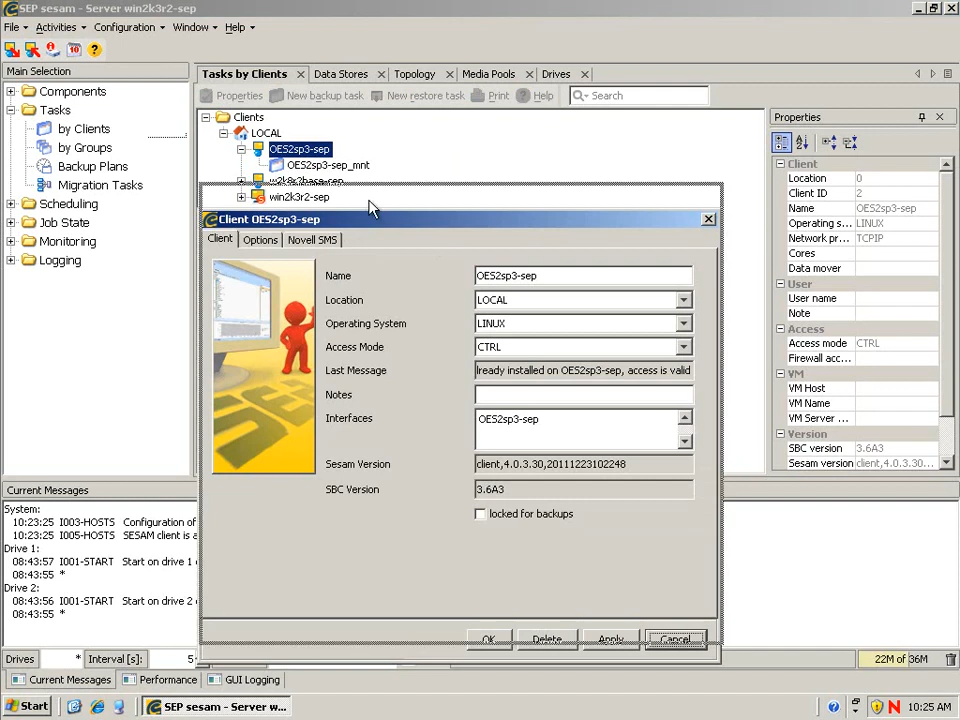 SEP sesam - Server win2k3r2-sep
File Activities Configuration Window Help
Main Selection
Components
Tasks
by Clients
by Groups
Backup Plans
Migration Tasks
Scheduling
Job State
Monitoring
Logging
Tasks by Clients Data Stores Topology Media Pools Drives
Properties New backup task New restore task Print Help Search
Clients
LOCAL
OES2sp3-sep
OES2sp3-sep_mnt
w2k8r2base-sep
win2k3r2-sep
Client OES2sp3-sep
Client Options Novell SMS
Name OES2sp3-sep
Location LOCAL
Operating System LINUX
Access Mode CTRL
Last Message lready installed on OES2sp3-sep, access is valid
Notes
Interfaces OES2sp3-sep
Sesam Version client,4.0.3.30,20111223102248
SBC Version 3.6A3
locked for backups
OK Delete Apply Cancel
Properties
Client
Location 0
Client ID 2
Name OES2sp3-sep
Operating s... LINUX
Network pr... TCPIP
Cores
Data mover
User
User name
Note
Access
Access mode CTRL
Firewall acc...
VM
VM Host
VM Name
VM Server ...
Version
SBC version 3.6A3
Sesam version client,4.0.3.30...
Current Messages
System:
10:23:25 I003-HOSTS Configuration of
10:23:25 I005-HOSTS SESAM client is a
Drive 1:
08:43:57 I001-START Start on drive 1
08:43:55 *
Drive 2:
08:43:56 I001-START Start on drive 2
08:43:55 *
Drives * Interval [s]: 5
22M of 36M
Current Messages Performance GUI Logging
Start SEP sesam - Server w... 10:25 AM